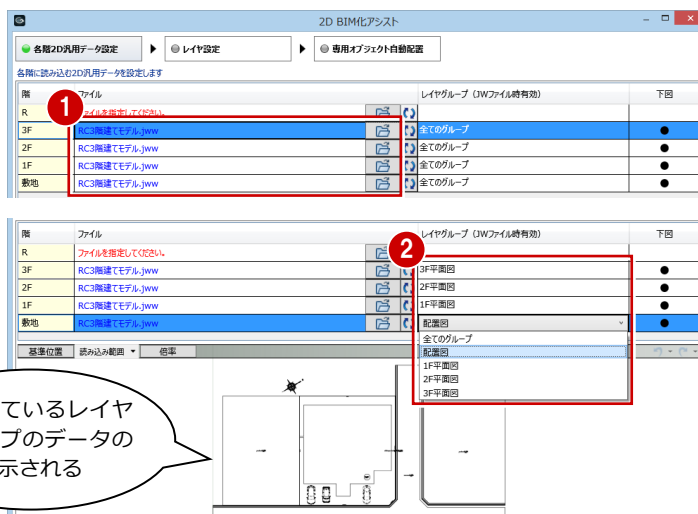 2D BIM化アシスト
各階2D汎用データ設定 レイヤ設定 専用オブジェクト自動配置
各階に読み込む2D汎用データを設定します
階 ファイル レイヤグループ（JWファイル時有効） 下図
1
R ファイルを指定してください。
3F RC3階建てモデル.jww 全てのグループ ●
2F RC3階建てモデル.jww 全てのグループ ●
1F RC3階建てモデル.jww 全てのグループ ●
敷地 RC3階建てモデル.jww 全てのグループ ●
階 ファイル レイヤグループ（JWファイル時有効） 下図
R ファイルを指定してください。
2
3F RC3階建てモデル.jww 3F平面図 ●
2F RC3階建てモデル.jww 2F平面図 ●
1F RC3階建てモデル.jww 1F平面図 ●
敷地 RC3階建てモデル.jww 配置図 ●
全てのグループ
配置図
1F平面図
2F平面図
3F平面図
基準位置 読み込み範囲 倍率
ているレイヤ
プのデータの
示される